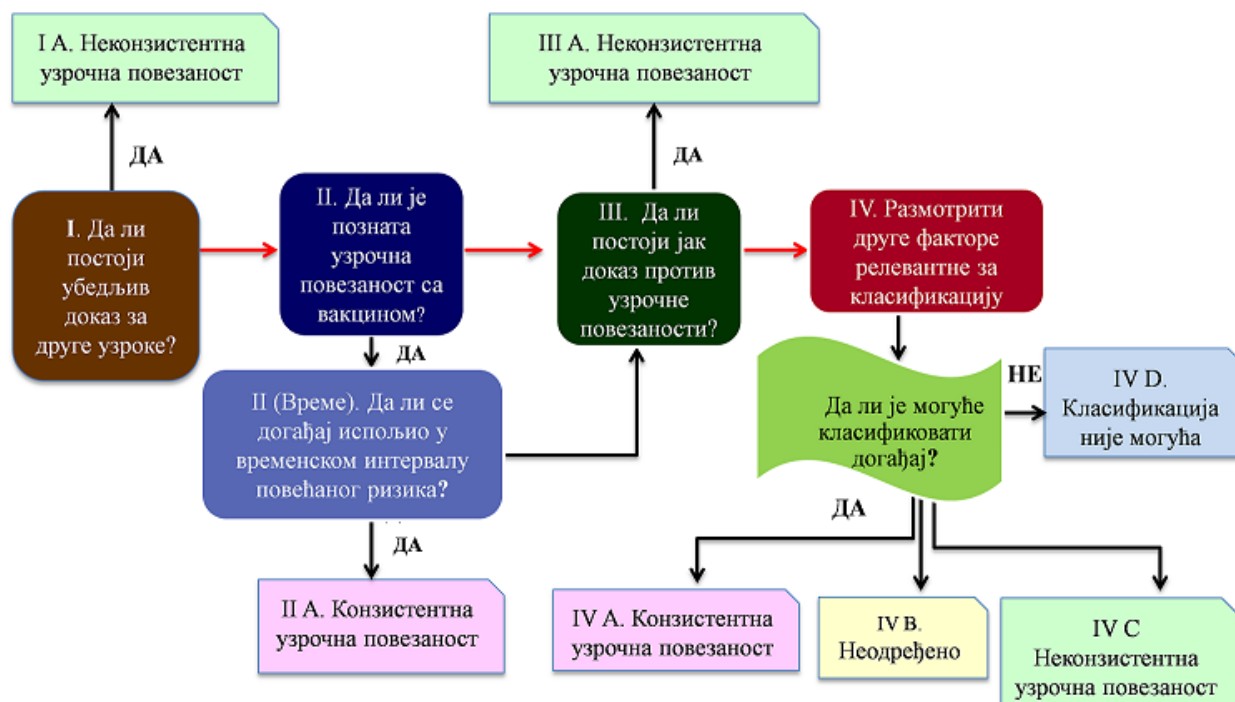 I A. Неконзистентна
узрочна повезаност
III A. Неконзистентна
узрочна повезаност
ДА
ДА
I. Да ли
постоји
убедљив
доказ за
друге узроке?
II. Да ли је
позната
узрочна
повезаност са
вакцином?
III. Да ли
постоји јак
доказ против
узрочне
повезаности?
IV. Размотрити
друге факторе
релевантне за
класификацију
ДА
II (Време). Да ли се
догађај испољио у
временском интервалу
повећаног ризика?
Да ли је могуће
класификовати
догађај?
НЕ
IV D.
Класификација
није могућа
ДА
ДА
II A. Конзистентна
узрочна повезаност
IV A. Конзистентна
узрочна повезаност
IV B.
Неодређено
IV C
Неконзистентна
узрочна повезаност